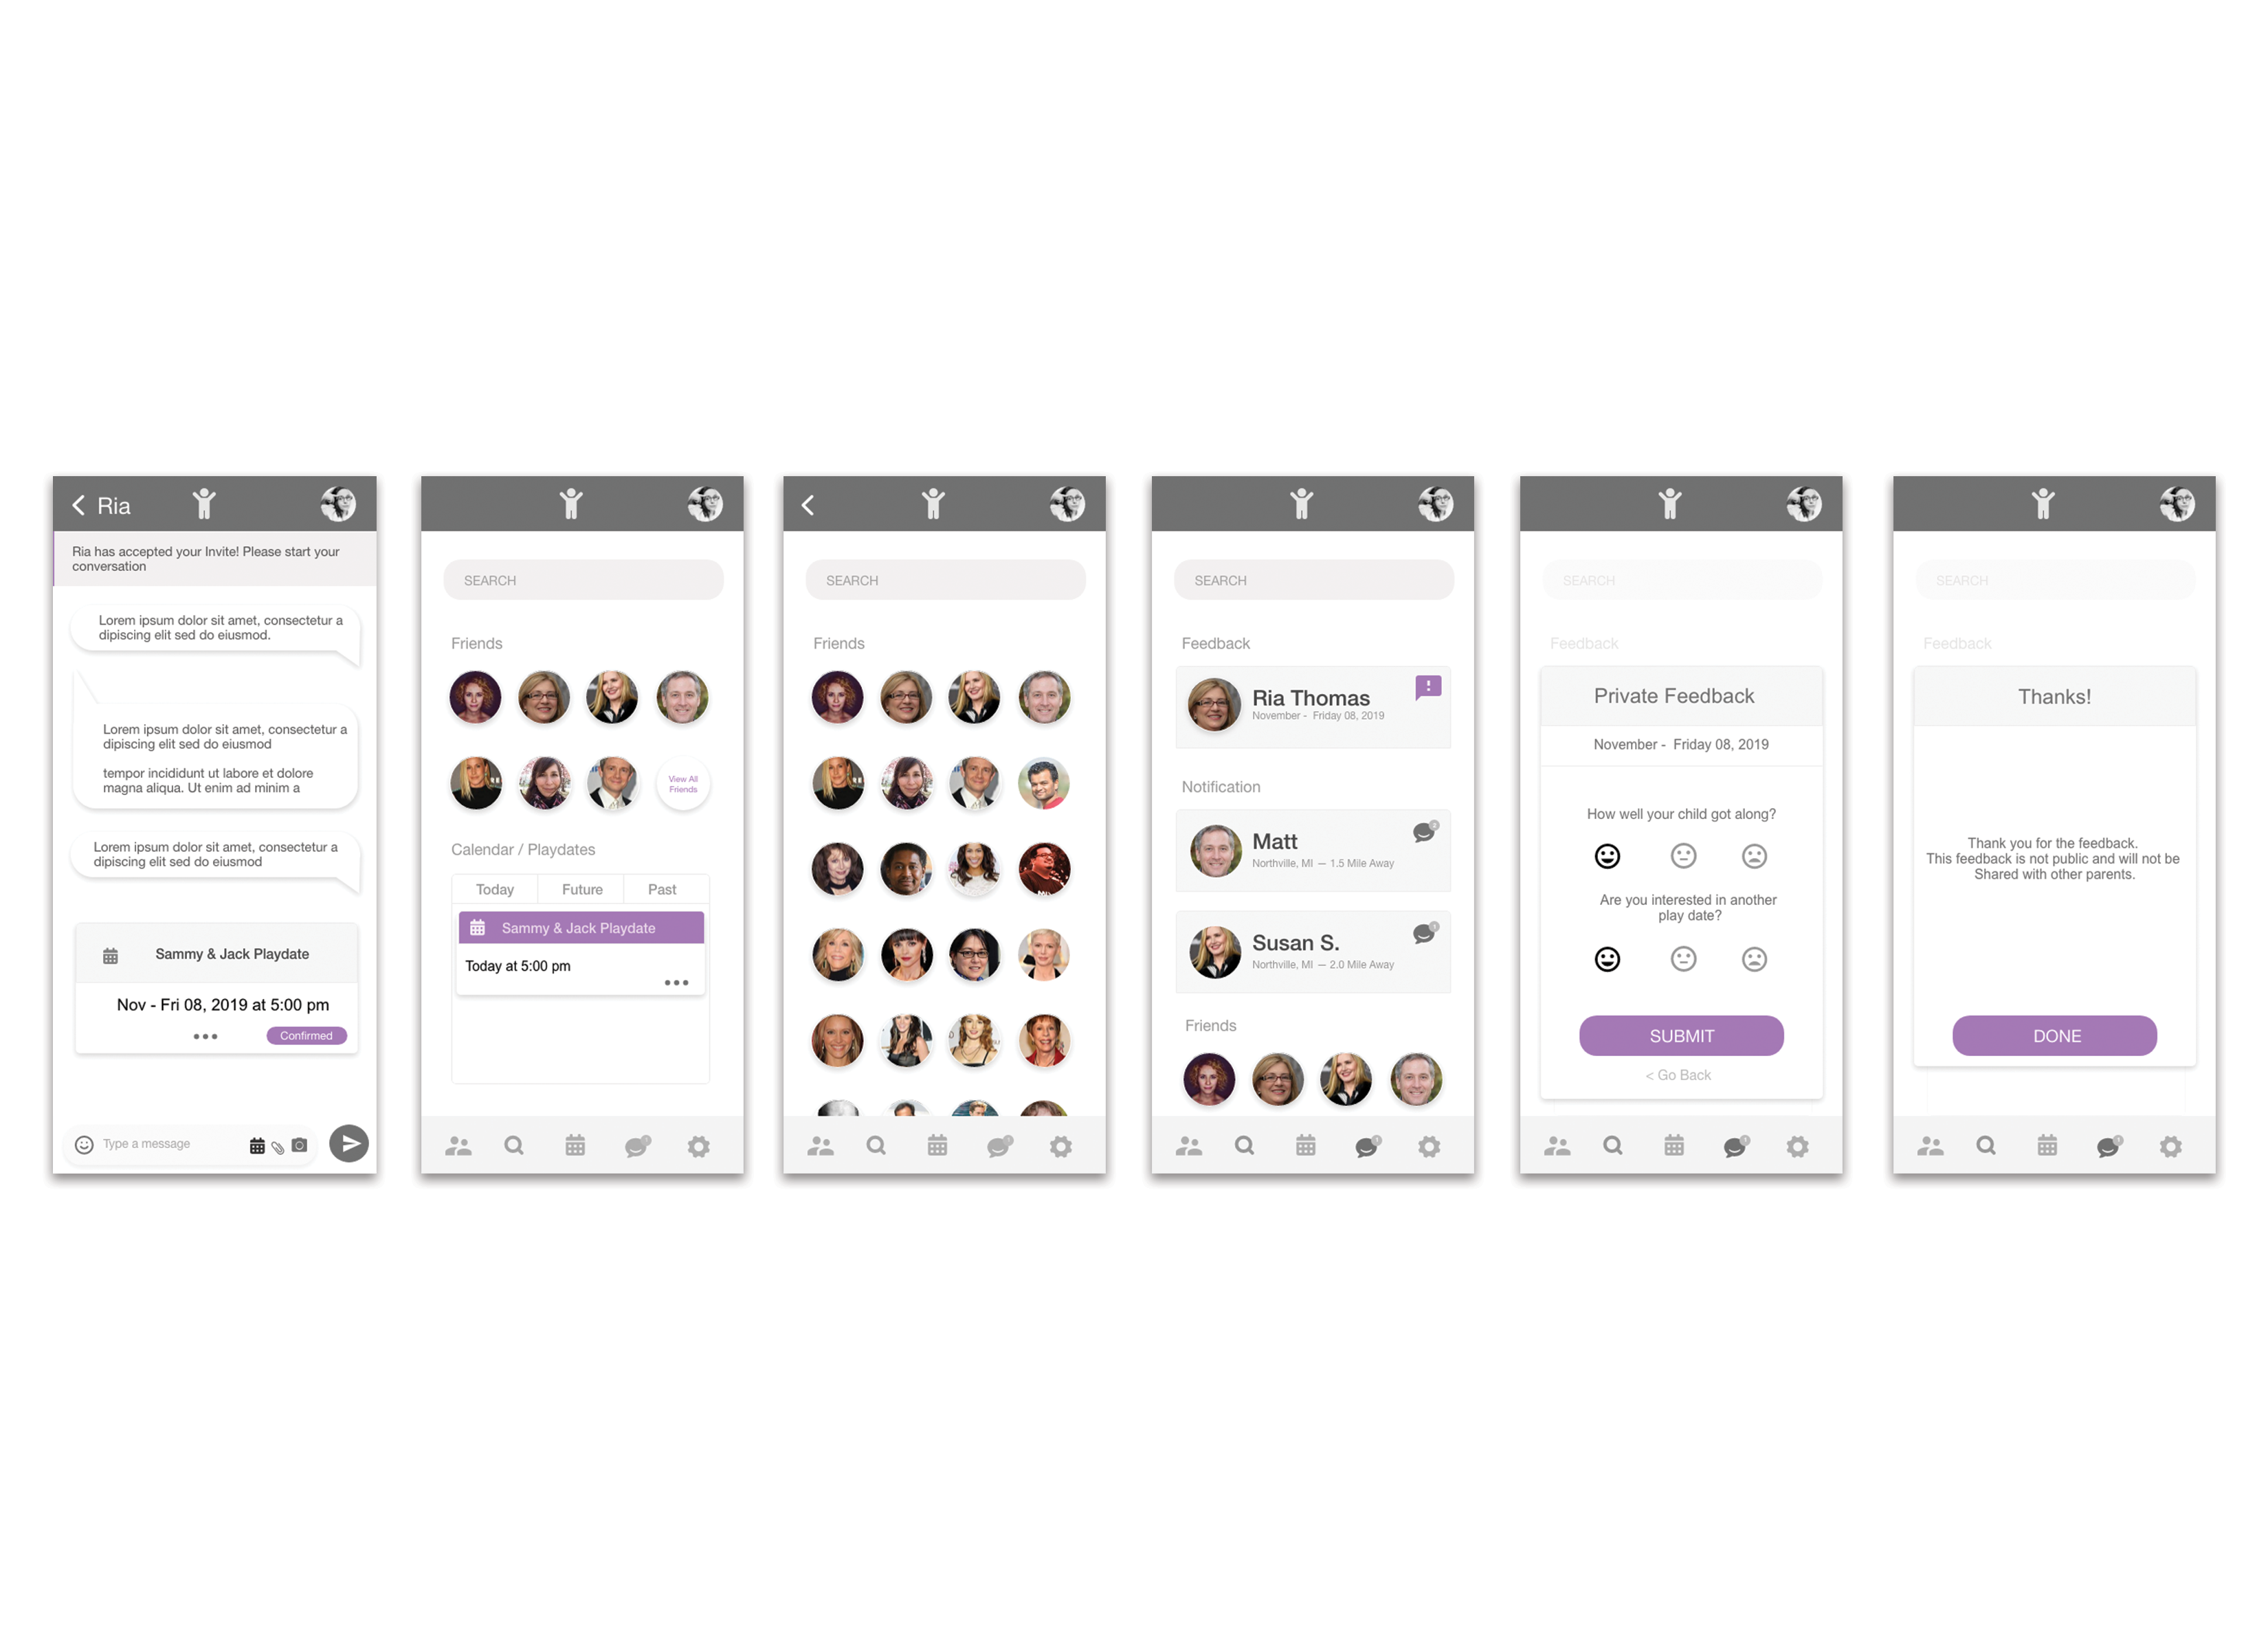 Ria
Ria has accepted your Invite! Please start your
conversation
Lorem ipsum dolor sit amet, consectetur a
dipiscing elit sed do eiusmod.
Lorem ipsum dolor sit amet, consectetur a
dipiscing elit sed do eiusmod
tempor incididunt ut labore et dolore
magna aliqua. Ut enim ad minim a
Lorem ipsum dolor sit amet, consectetur a
dipiscing elit sed do eiusmod
Sammy & Jack Playdate
Nov - Fri 08, 2019 at 5:00 pm
Confirmed
Type a message
SEARCH
Friends
View All
Friends
Calendar / Playdates
Today Future Past
Sammy & Jack Playdate
Today at 5:00 pm
1
SEARCH
Friends
1
SEARCH
Feedback
Ria Thomas
November - Friday 08, 2019
Notification
Matt
Northville, MI — 1.5 Mile Away
Susan S.
Northville, MI — 2.0 Mile Away
1
Friends
1
SEARCH
Feedback
Private Feedback
November - Friday 08, 2019
How well your child got along?
Are you interested in another
play date?
SUBMIT
< Go Back
1
SEARCH
Feedback
Thanks!
Thank you for the feedback.
This feedback is not public and will not be
Shared with other parents.
DONE
1